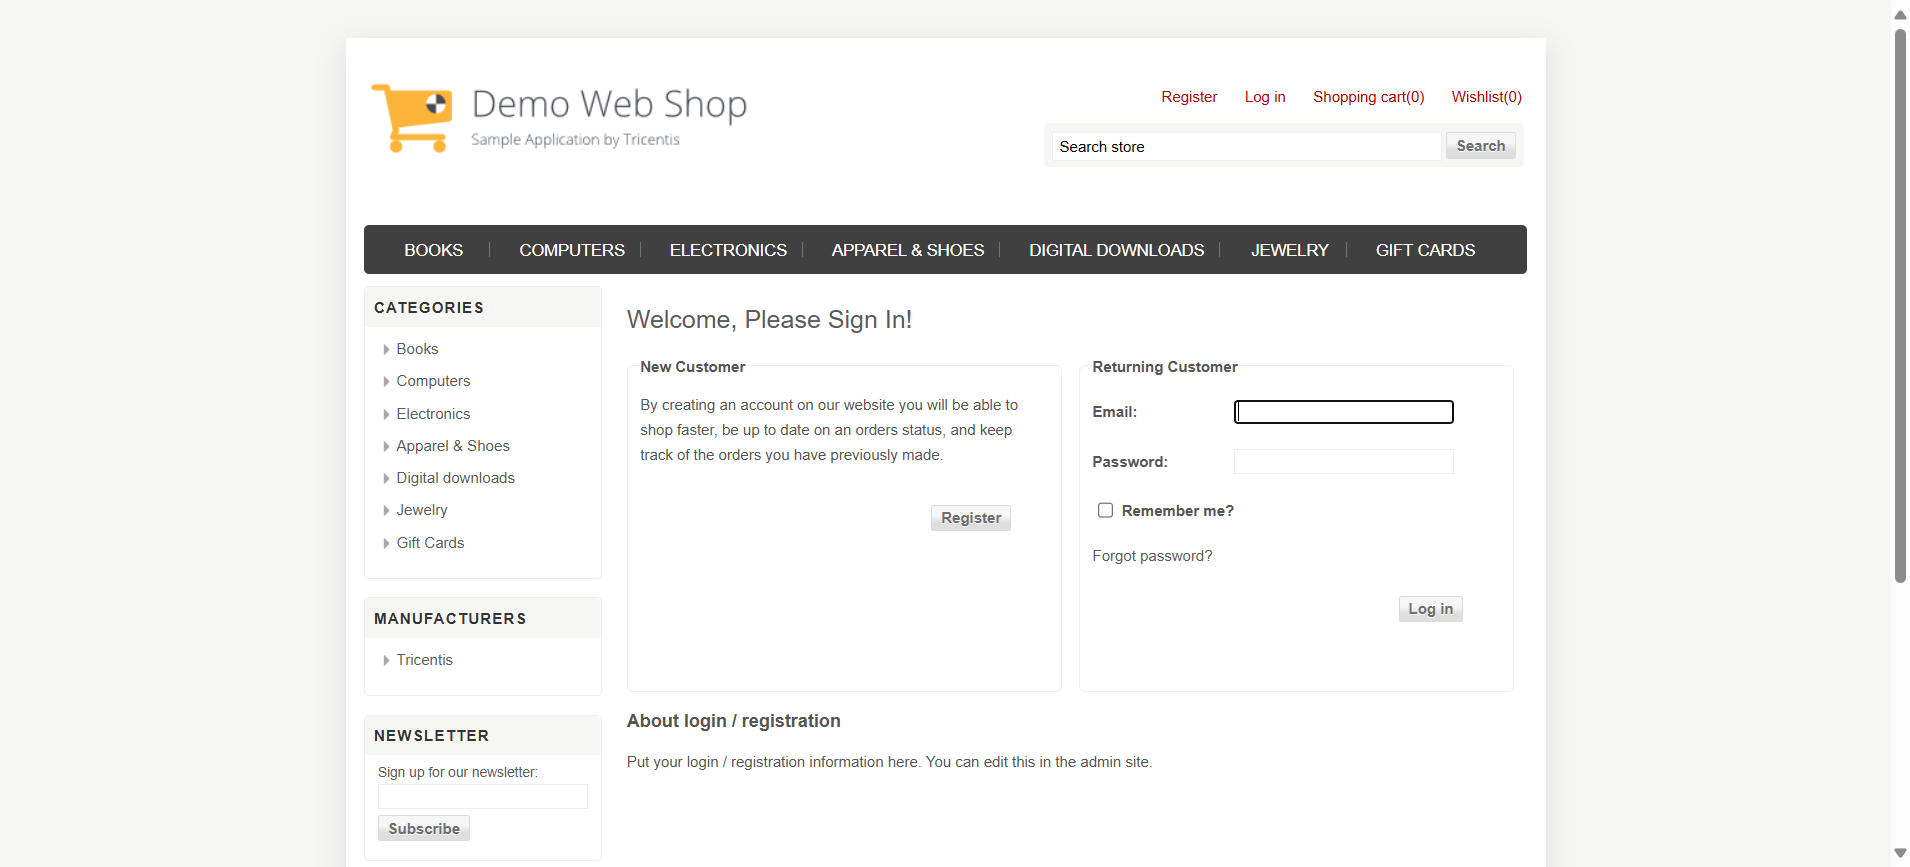 Demo Web Shop
Sample Application by Tricentis
Register Log in Shopping cart(0) Wishlist(0)
Search store Search
BOOKS COMPUTERS ELECTRONICS APPAREL & SHOES DIGITAL DOWNLOADS JEWELRY GIFT CARDS
CATEGORIES
Books
Computers
Electronics
Apparel & Shoes
Digital downloads
Jewelry
Gift Cards
MANUFACTURERS
Tricentis
NEWSLETTER
Sign up for our newsletter:
Subscribe
Welcome, Please Sign In!
New Customer
By creating an account on our website you will be able to
shop faster, be up to date on an orders status, and keep
track of the orders you have previously made.
Register
Returning Customer
Email:
Password:
Remember me?
Forgot password?
Log in
About login / registration
Put your login / registration information here. You can edit this in the admin site.